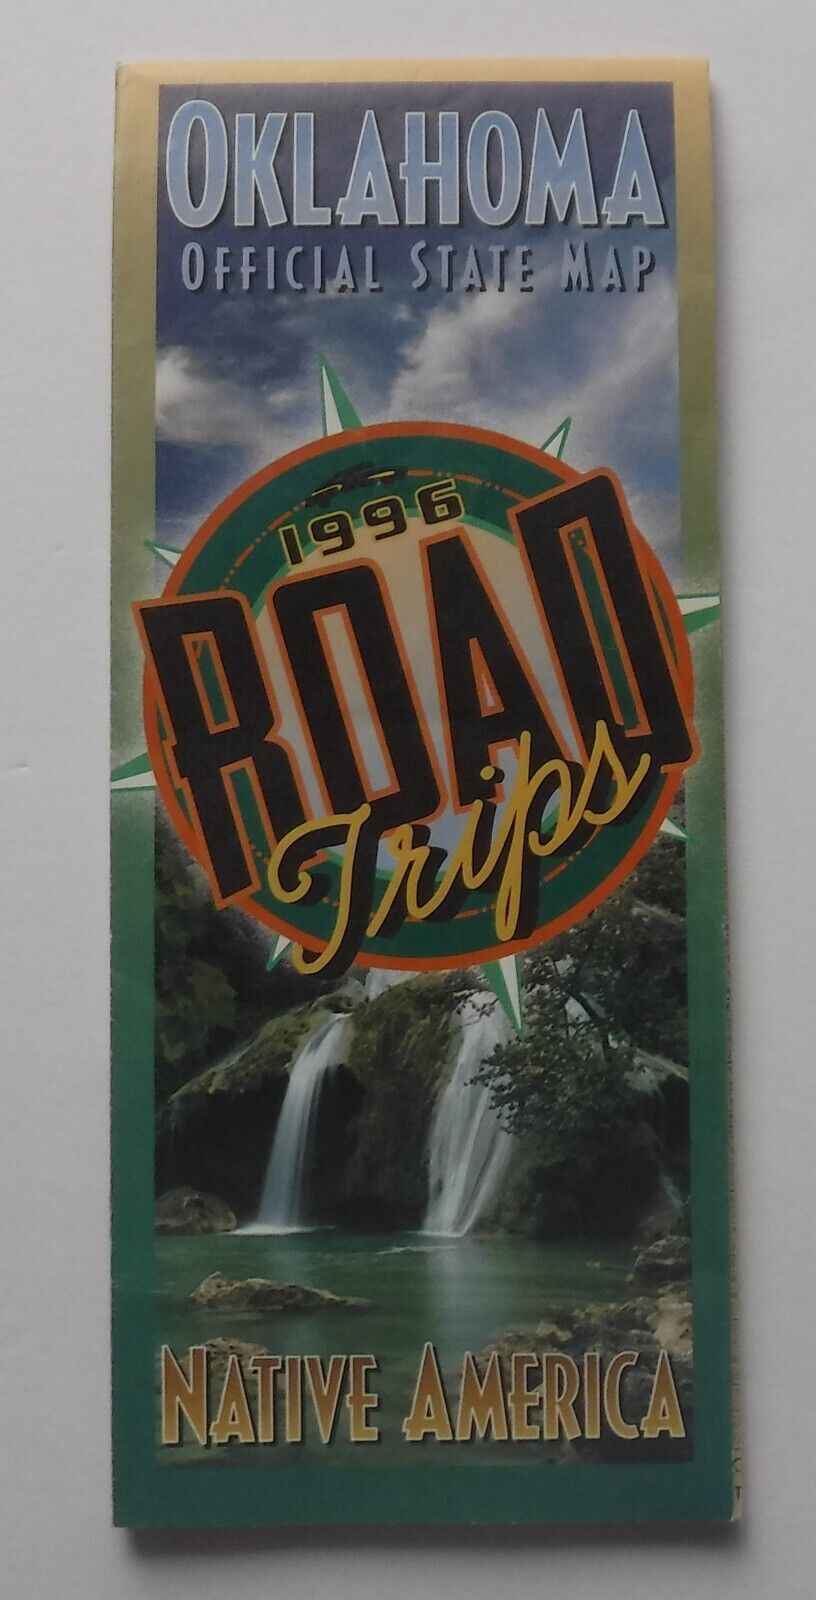 OKLAHOMA
OFFICIAL STATE MAP
1996
ROAD
Trips
NATIVE AMERICA